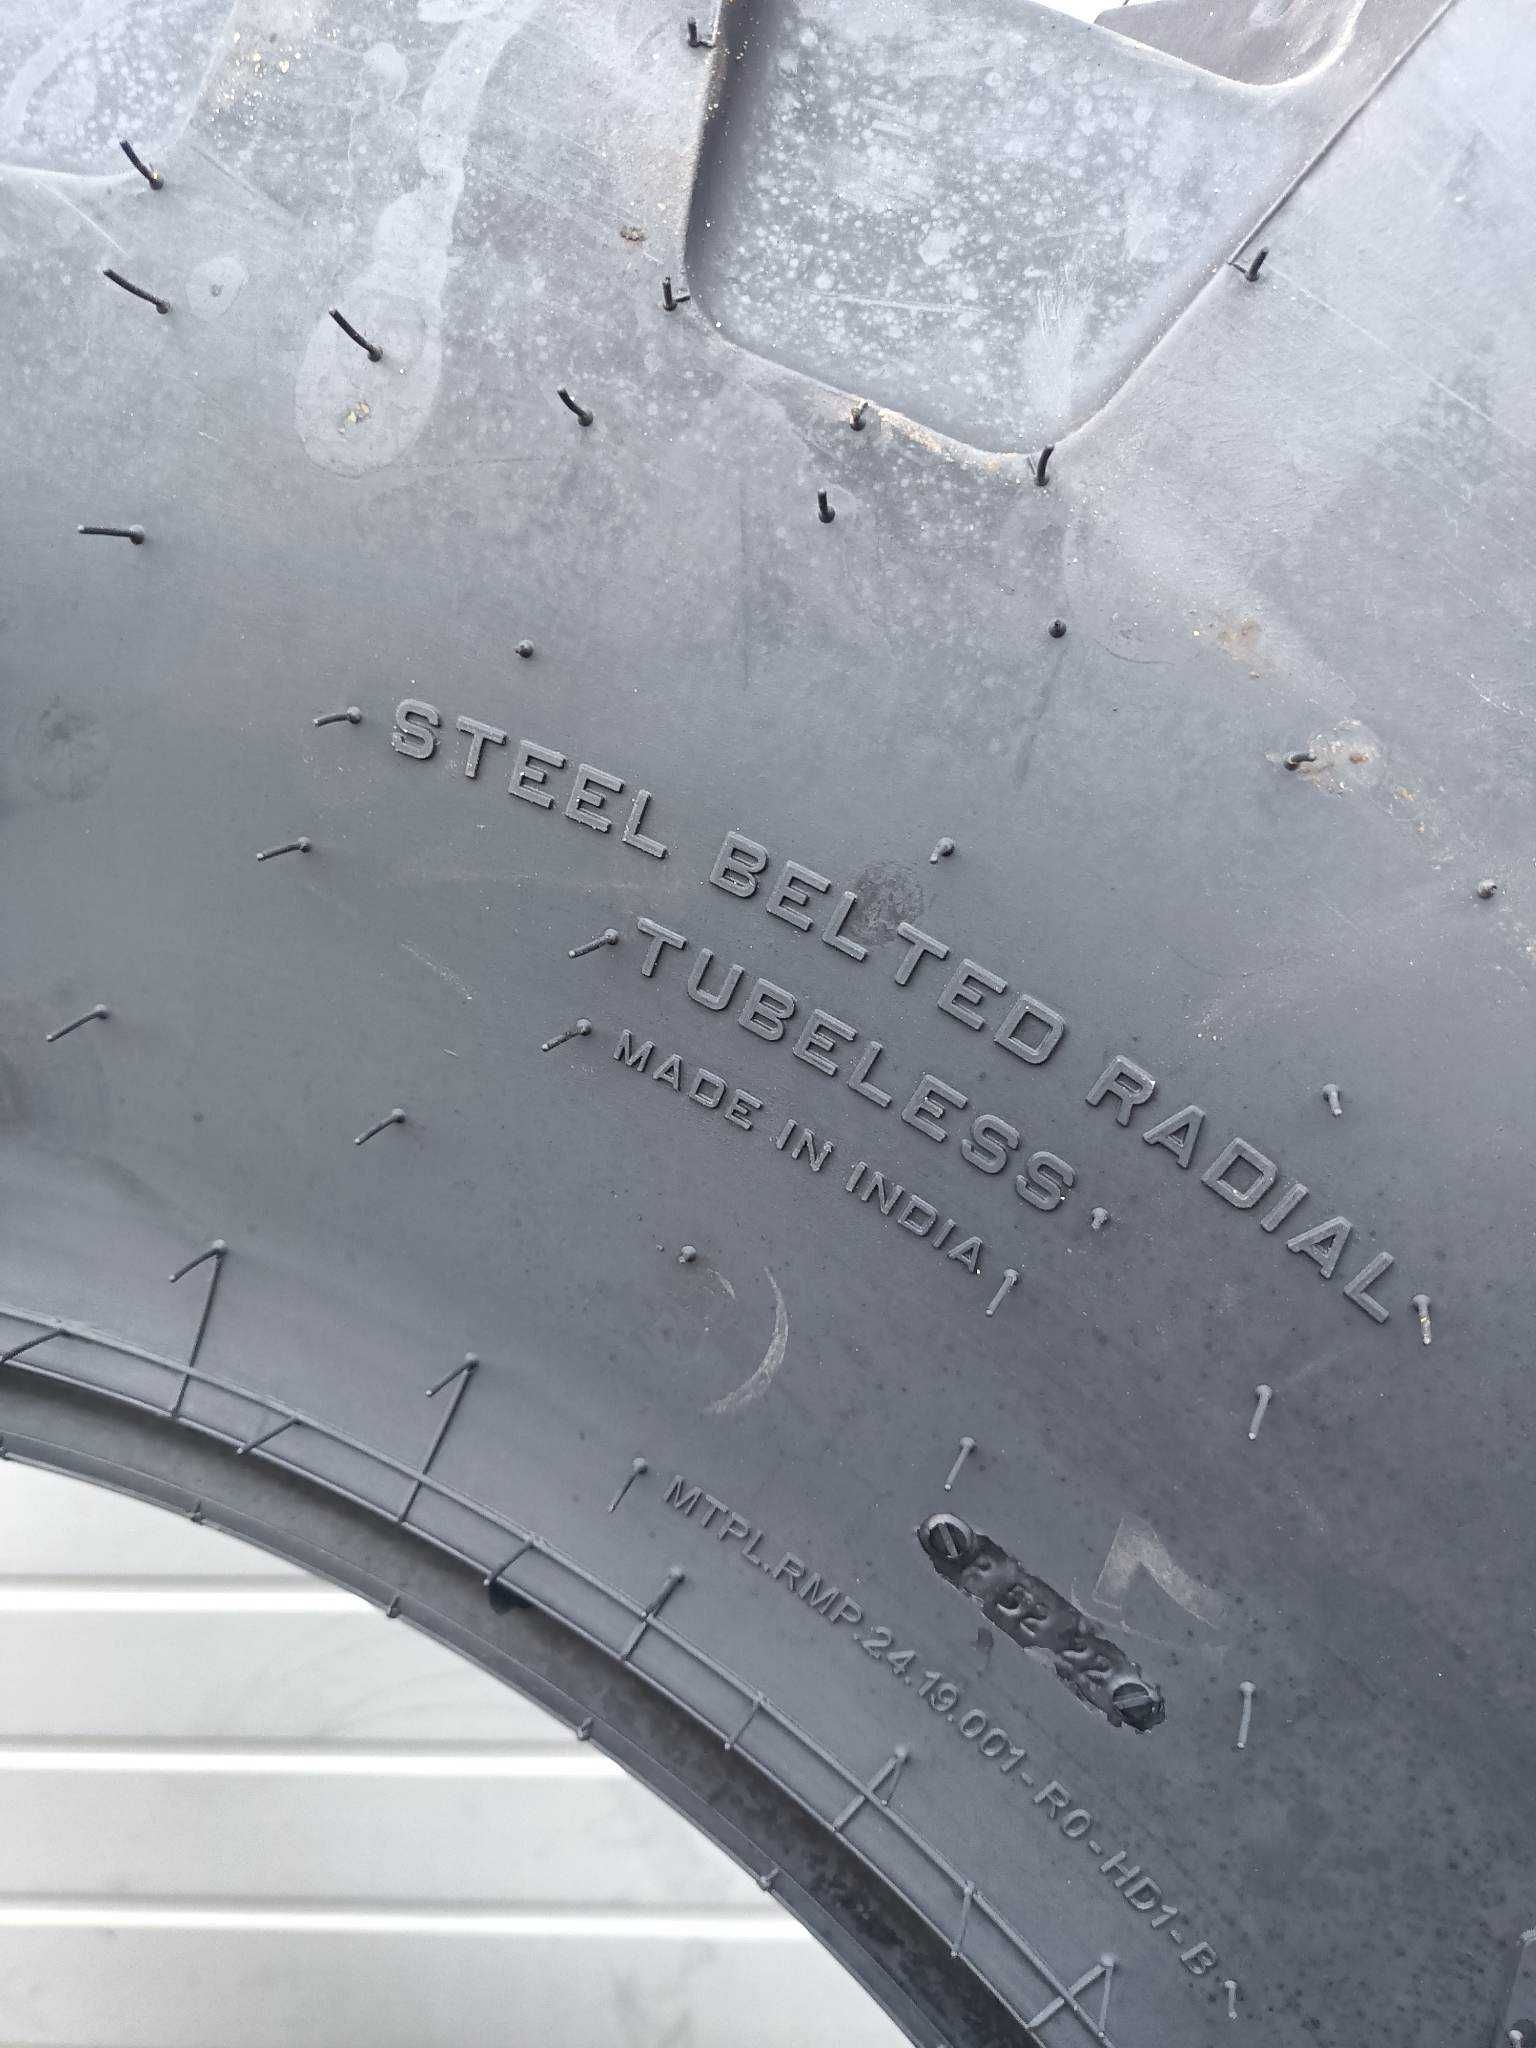 STEEL BELTED RADIAL
TUBELESS
MADE IN INDIA
MTPL.RMP.24.19.001-R0-HD1-B
52 22